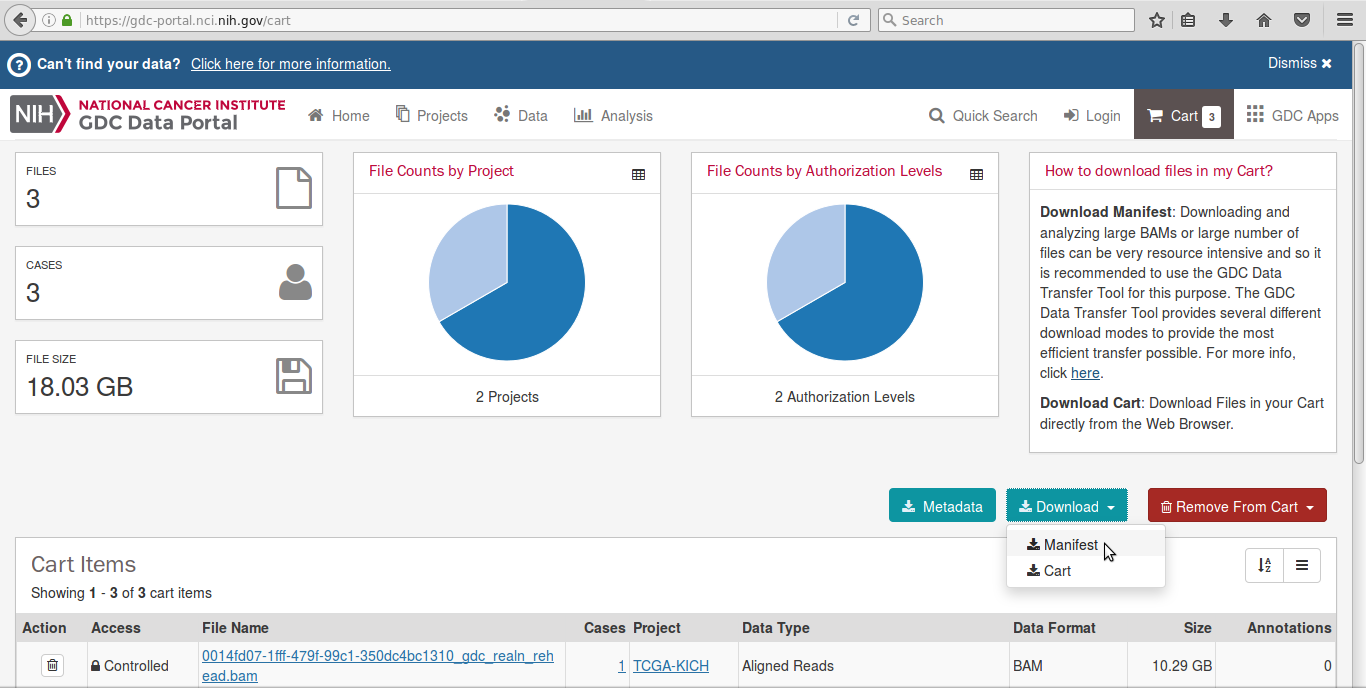 https://gdc-portal.nci.nih.gov/cart
Search
Can't find your data? Click here for more information.
Dismiss ×
NIH NATIONAL CANCER INSTITUTE
GDC Data Portal
Home
Projects
Data
Analysis
Quick Search
Login
Cart 3
GDC Apps
FILES
3
CASES
3
FILE SIZE
18.03 GB
File Counts by Project
2 Projects
File Counts by Authorization Levels
2 Authorization Levels
How to download files in my Cart?
Download Manifest: Downloading and
analyzing large BAMs or large number of
files can be very resource intensive and so it
is recommended to use the GDC Data
Transfer Tool for this purpose. The GDC
Data Transfer Tool provides several different
download modes to provide the most
efficient transfer possible. For more info,
click here.
Download Cart: Download Files in your Cart
directly from the Web Browser.
Metadata
Download
Remove From Cart
Manifest
Cart
Cart Items
Showing 1 - 3 of 3 cart items
A
Z
Action Access File Name Cases Project Data Type Data Format Size Annotations
Controlled 0014fd07-1fff-479f-99c1-350dc4bc1310_gdc_realn_reh
ead.bam 1 TCGA-KICH Aligned Reads BAM 10.29 GB 0